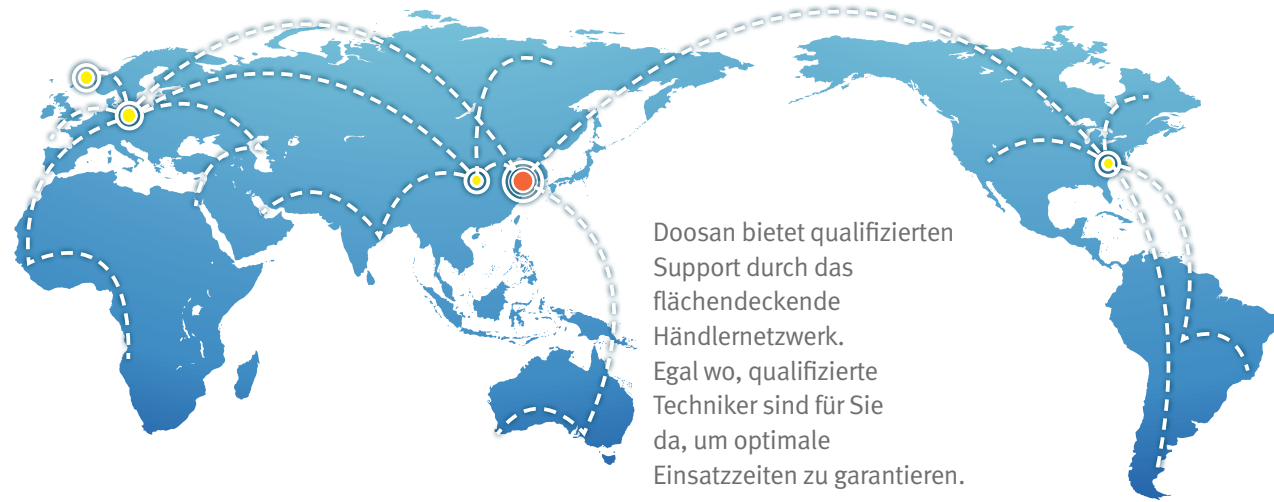 Doosan bietet qualifizierten
Support durch das
flächendeckende
Händlernetzwerk.
Egal wo, qualifizierte
Techniker sind für Sie
da, um optimale
Einsatzzeiten zu garantieren.